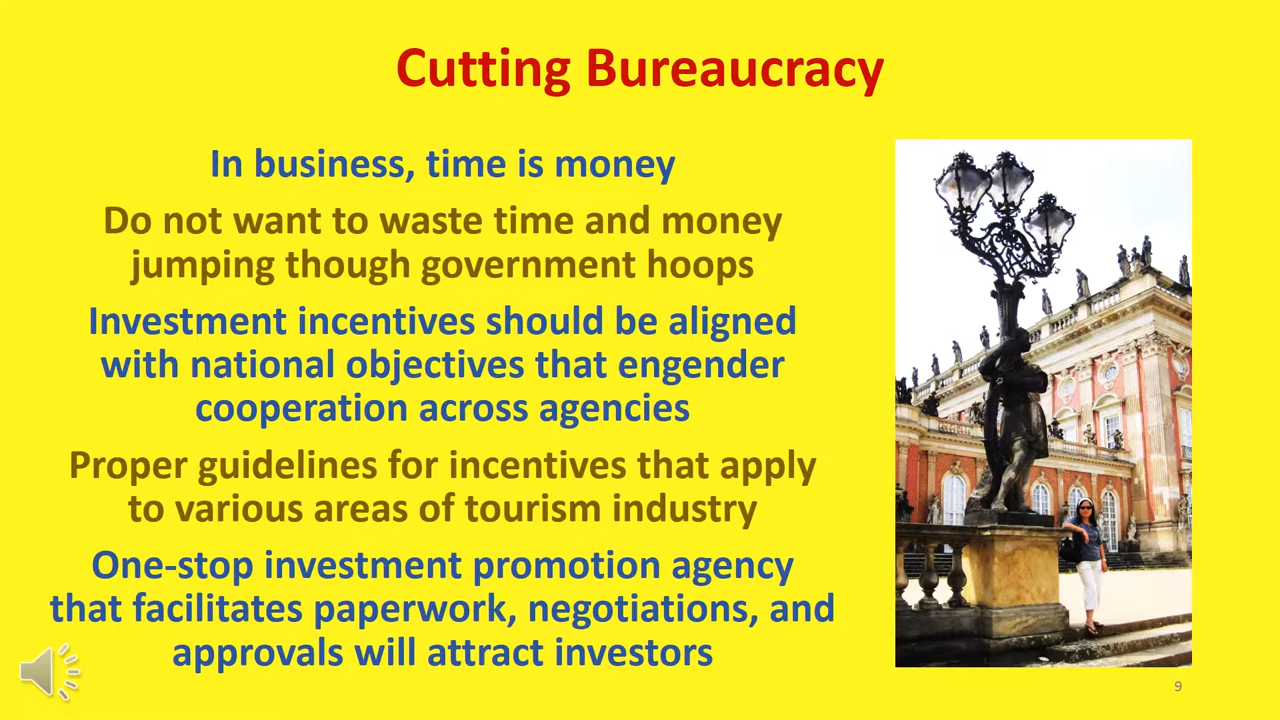 Cutting Bureaucracy
In business, time is money
Do not want to waste time and money
jumping though government hoops
Investment incentives should be aligned
with national objectives that engender
cooperation across agencies
Proper guidelines for incentives that apply
to various areas of tourism industry
One-stop investment promotion agency
that facilitates paperwork, negotiations, and
approvals will attract investors
9